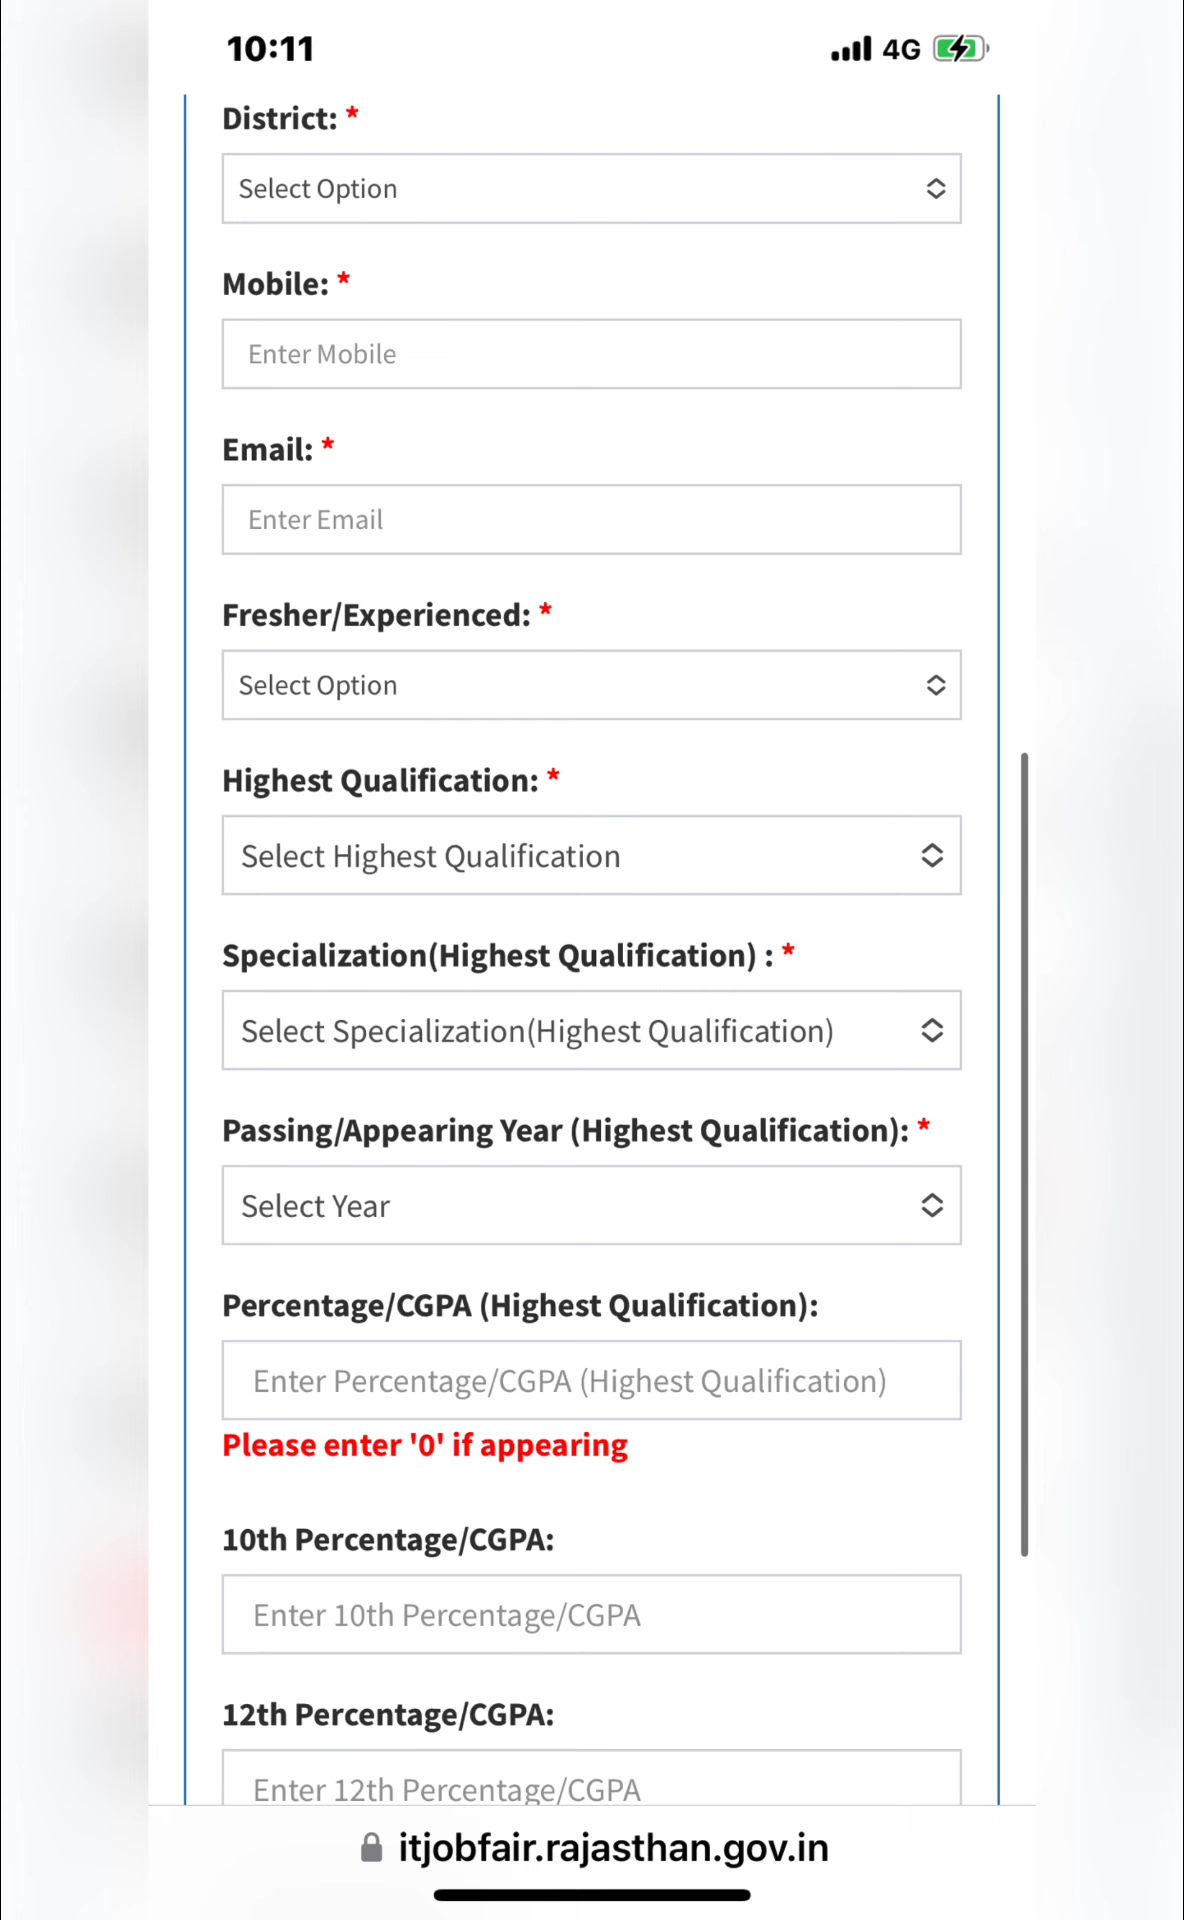 10:11
4G
District: *
Select Option
Mobile: *
Enter Mobile
Email: *
Enter Email
Fresher/Experienced: *
Select Option
Highest Qualification: *
Select Highest Qualification
Specialization(Highest Qualification) : *
Select Specialization(Highest Qualification)
Passing/Appearing Year (Highest Qualification): *
Select Year
Percentage/CGPA (Highest Qualification):
Enter Percentage/CGPA (Highest Qualification)
Please enter '0' if appearing
10th Percentage/CGPA:
Enter 10th Percentage/CGPA
12th Percentage/CGPA:
Enter 12th Percentage/CGPA
itjobfair.rajasthan.gov.in